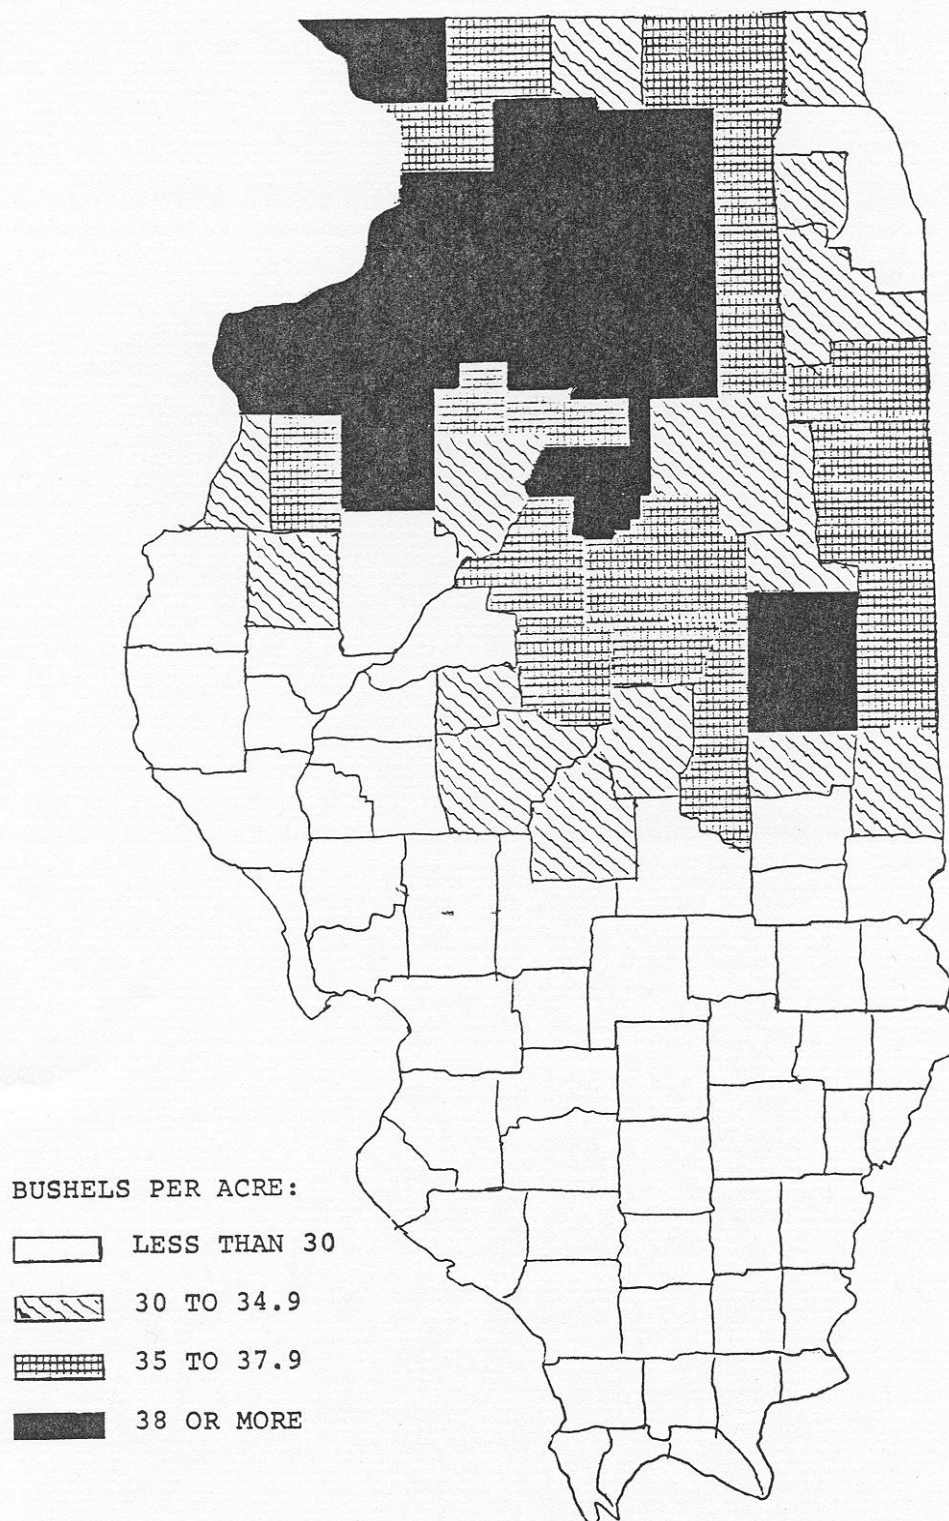 BUSHELS PER ACRE:
LESS THAN 30
30 TO 34.9
35 TO 37.9
38 OR MORE